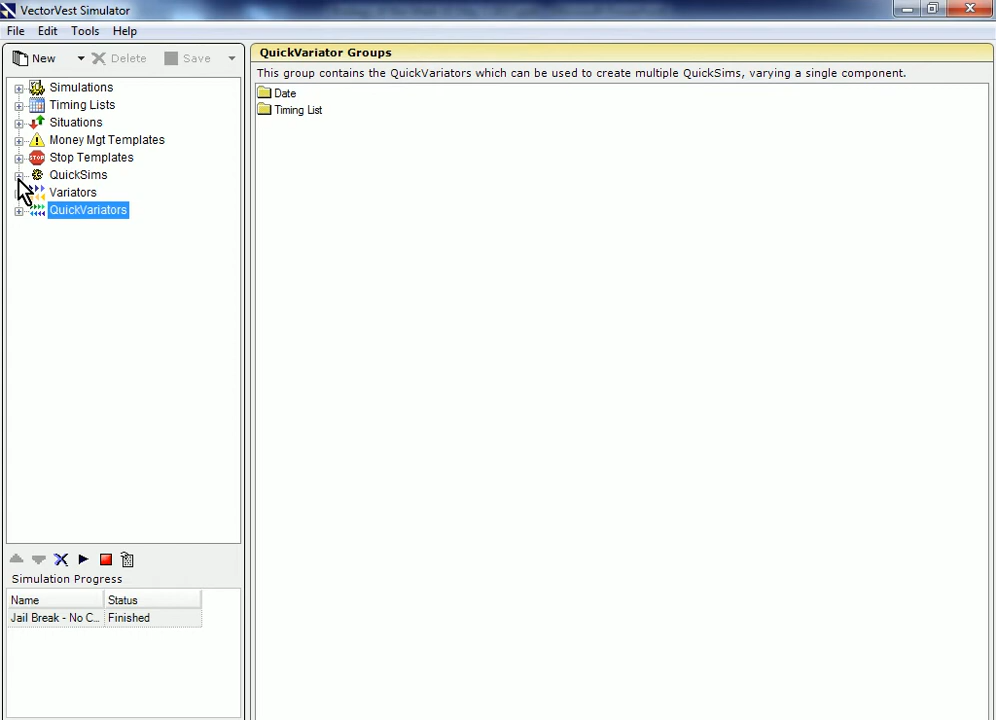 VectorVest Simulator
File Edit Tools Help
New Delete Save
Simulations
Timing Lists
Situations
Money Mgt Templates
STOP Stop Templates
QuickSims
Variators
QuickVariators
QuickVariator Groups
This group contains the QuickVariators which can be used to create multiple QuickSims, varying a single component.
Date
Timing List
Simulation Progress
Name Status
Jail Break - No C... Finished